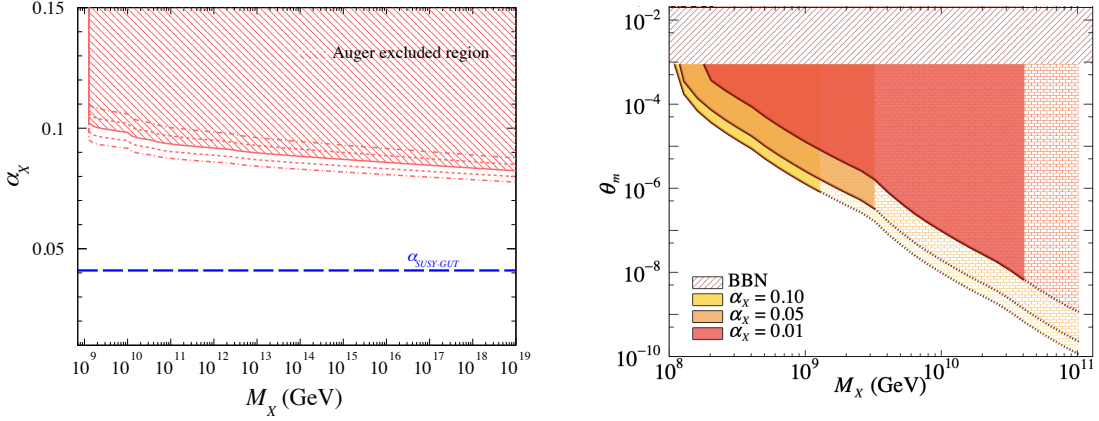 0.15
0.1
0.05
α_X
Auger excluded region
α_SUSY-GUT
10^9 10^10 10^11 10^12 10^13 10^14 10^15 10^16 10^17 10^18 10^19
M_X (GeV)
10^−2
10^−4
10^−6
10^−8
10^−10
θ_m
BBN
α_X = 0.10
α_X = 0.05
α_X = 0.01
10^8 10^9 10^10 10^11
M_X (GeV)